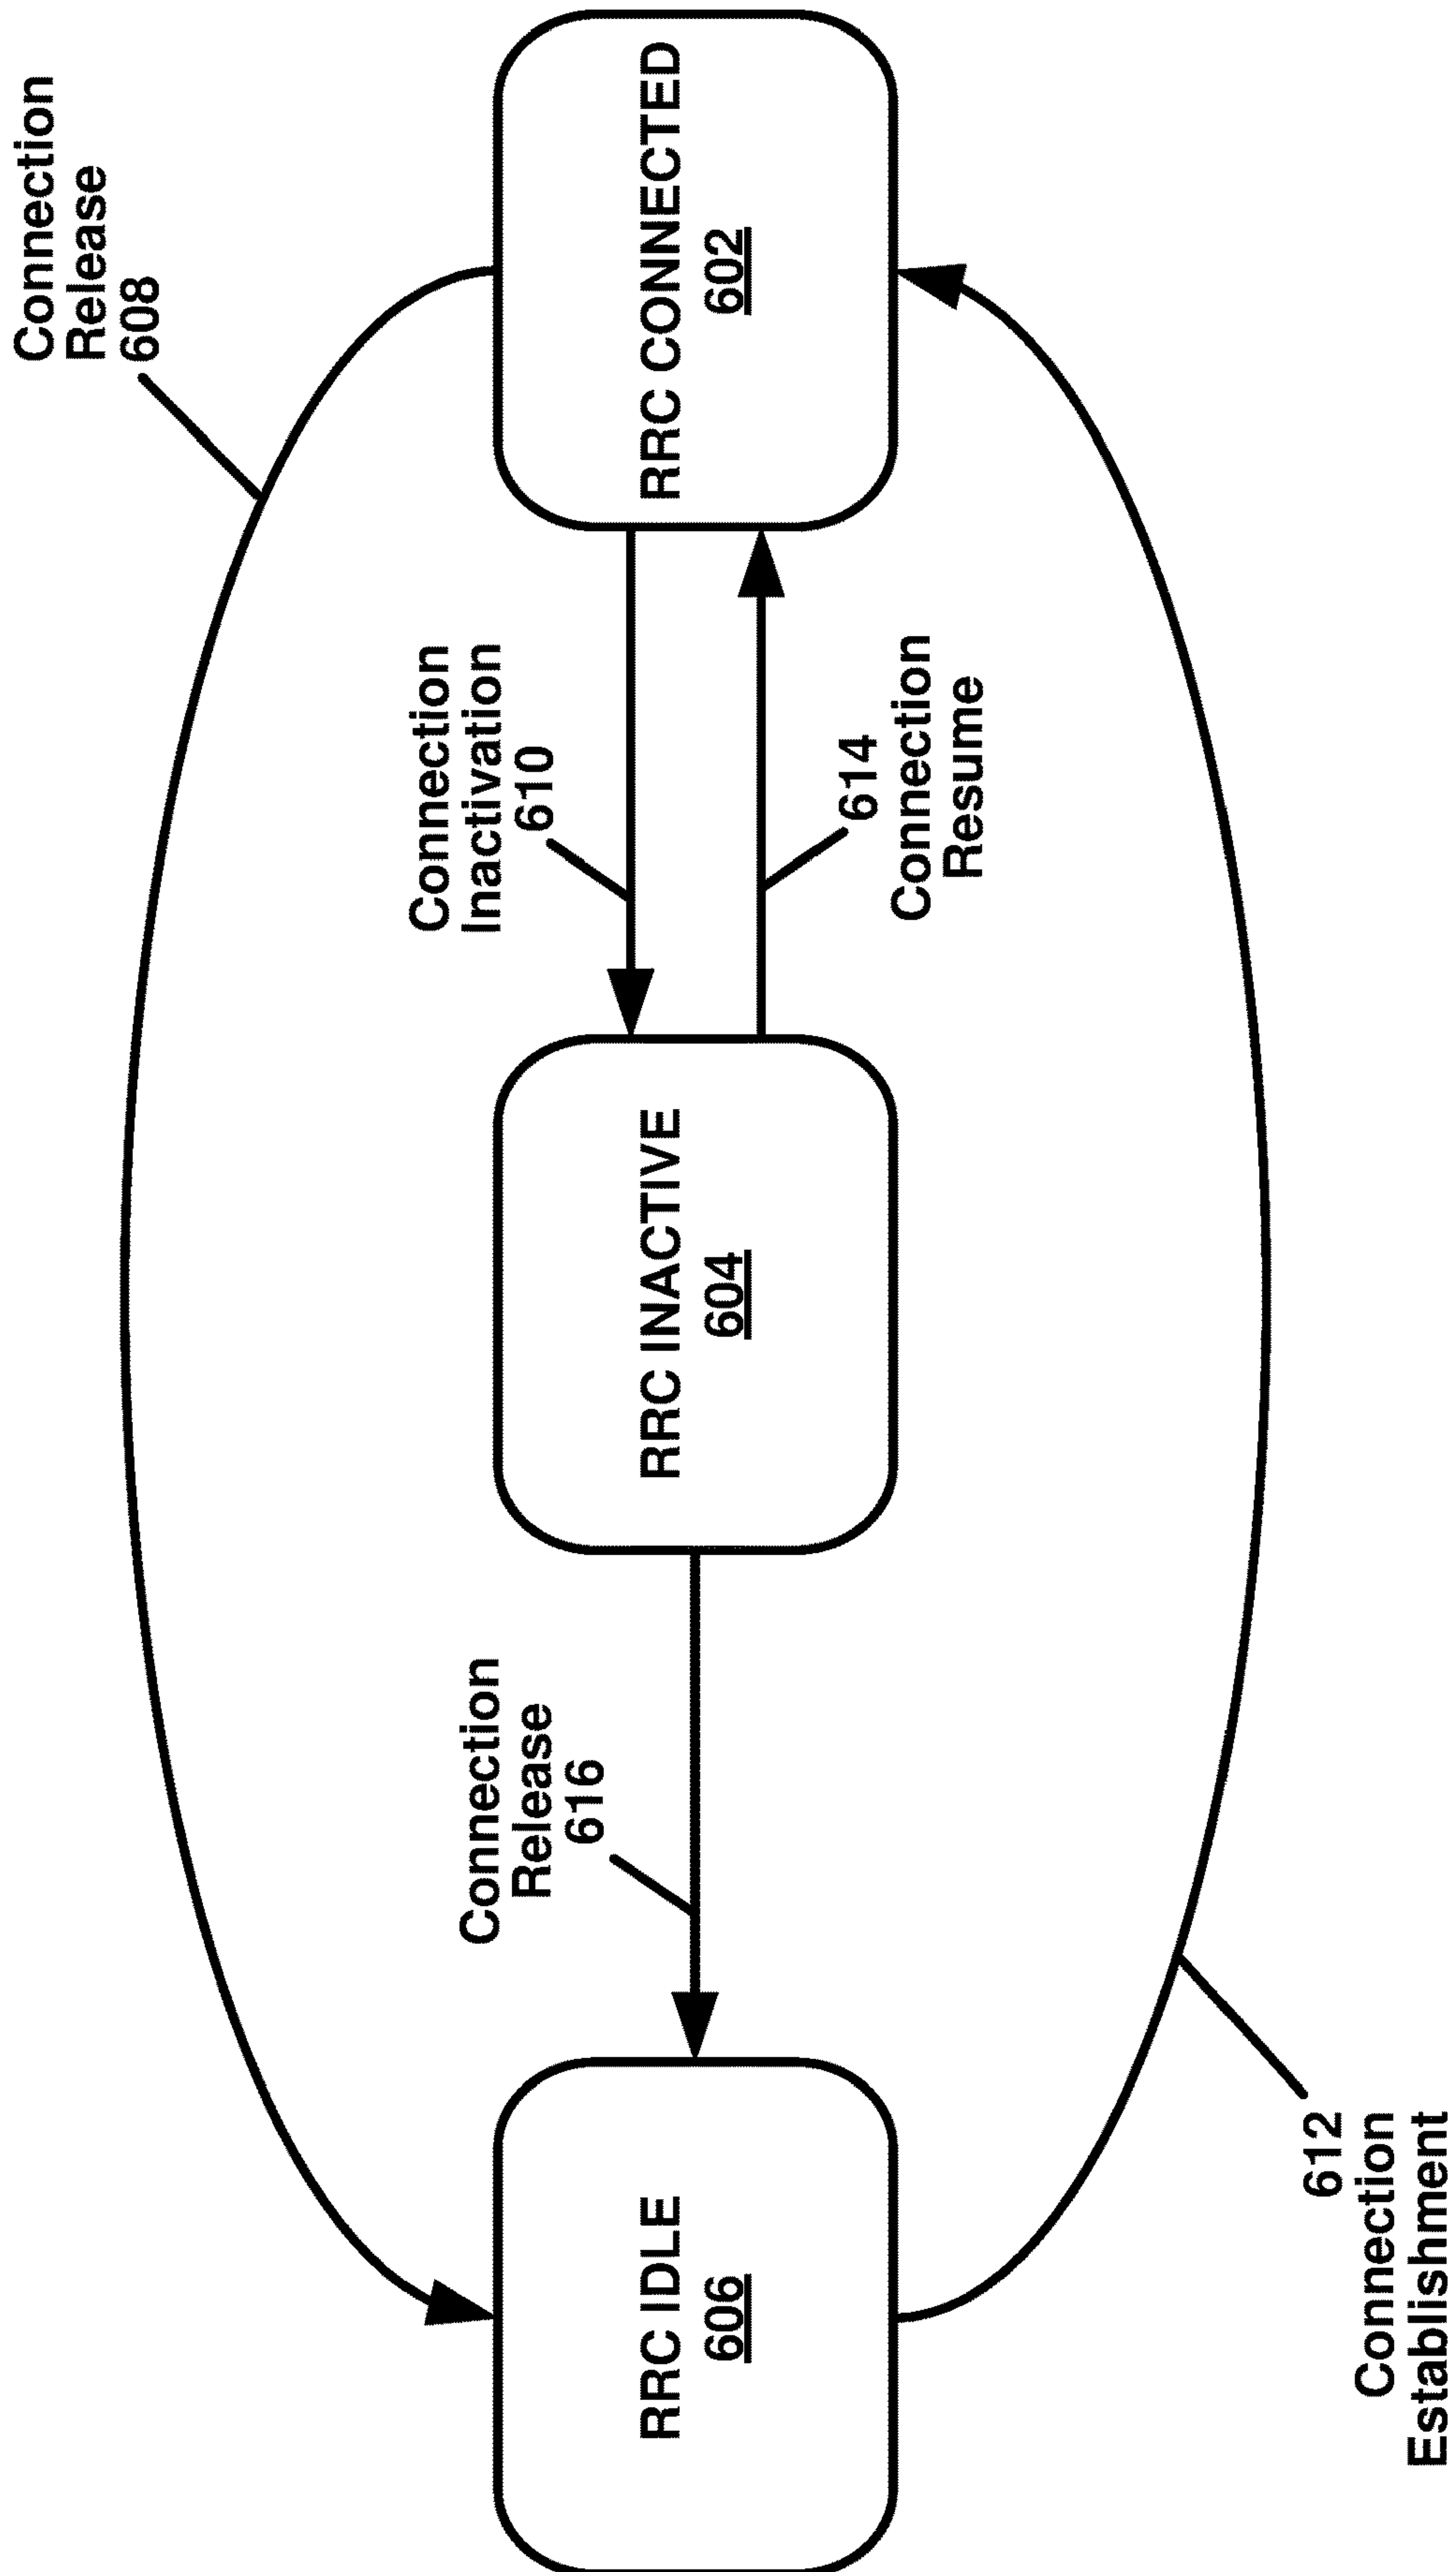 Connection
Release
608
Connection
Inactivation
610
Connection
Release
616
RRC IDLE
606
RRC INACTIVE
604
RRC CONNECTED
602
614
Connection
Resume
612
Connection
Establishment